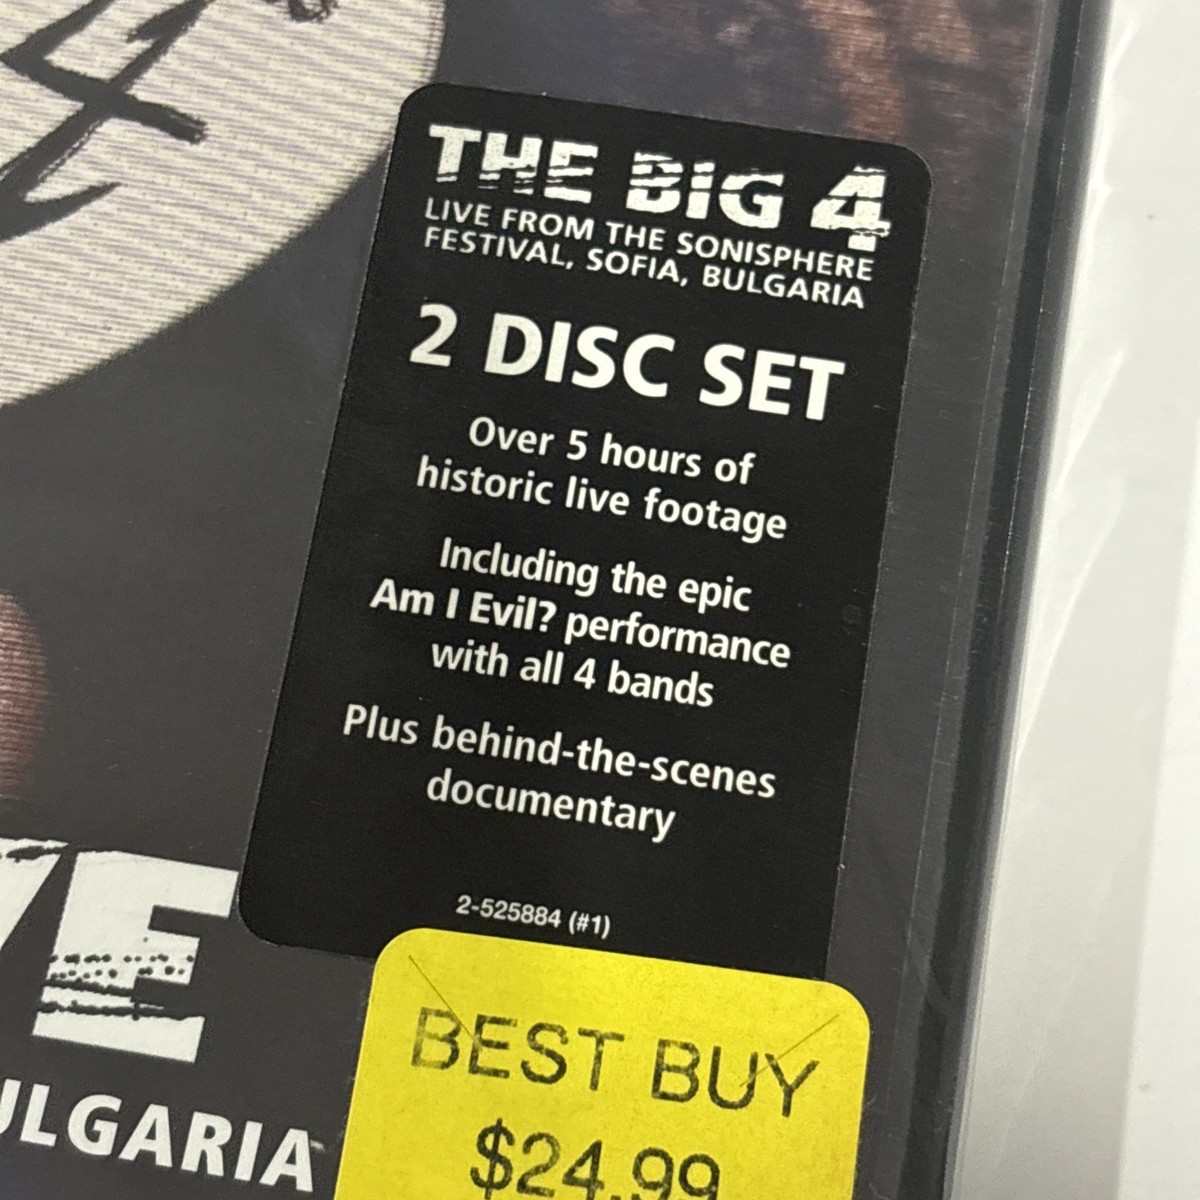 THE BIG 4
LIVE FROM THE SONISPHERE
FESTIVAL, SOFIA, BULGARIA
2 DISC SET
Over 5 hours of
historic live footage
Including the epic
Am I Evil? performance
with all 4 bands
Plus behind-the-scenes
documentary
2-525884 (#1)
BEST BUY
$24.99